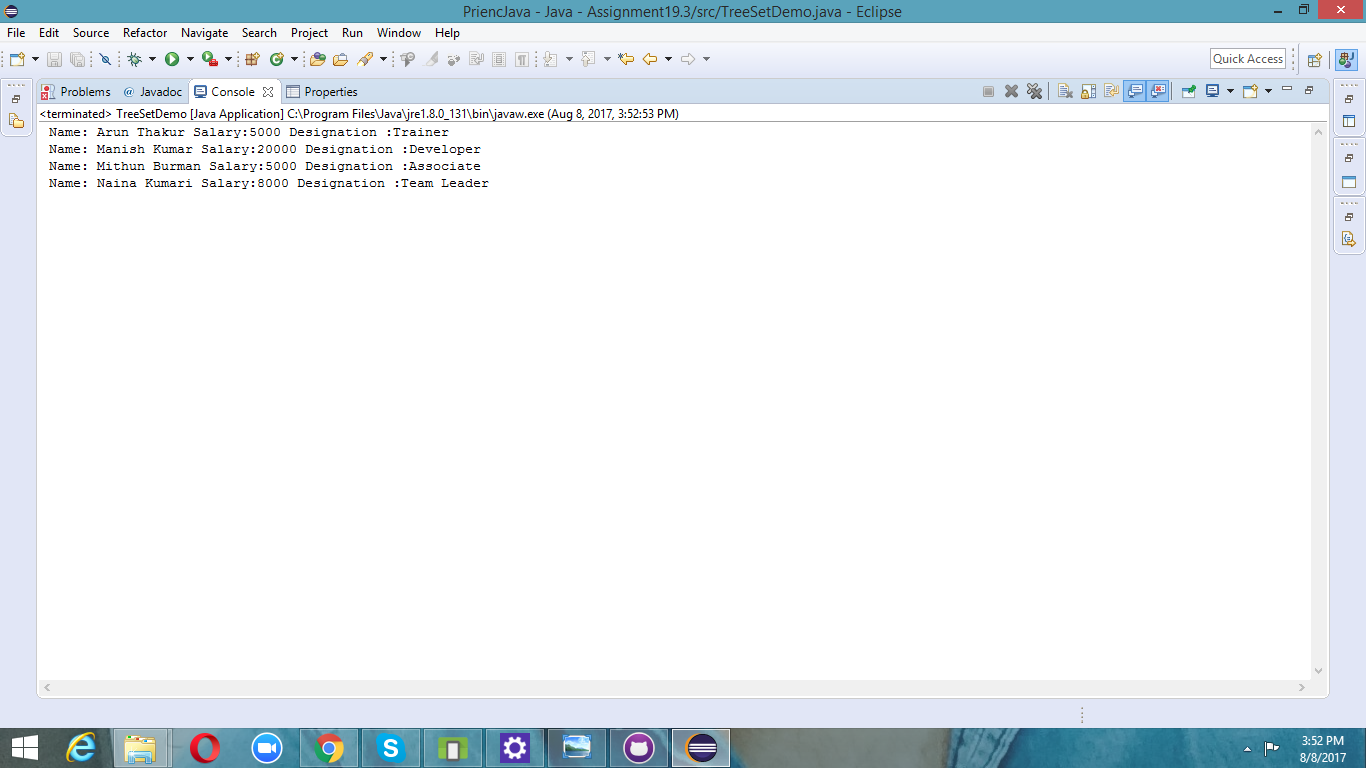 PriencJava - Java - Assignment19.3/src/TreeSetDemo.java - Eclipse
File Edit Source Refactor Navigate Search Project Run Window Help
Quick Access
Problems @ Javadoc Console Properties
<terminated> TreeSetDemo [Java Application] C:\Program Files\Java\jre1.8.0_131\bin\javaw.exe (Aug 8, 2017, 3:52:53 PM)
Name: Arun Thakur Salary:5000 Designation :Trainer
Name: Manish Kumar Salary:20000 Designation :Developer
Name: Mithun Burman Salary:5000 Designation :Associate
Name: Naina Kumari Salary:8000 Designation :Team Leader
3:52 PM
8/8/2017